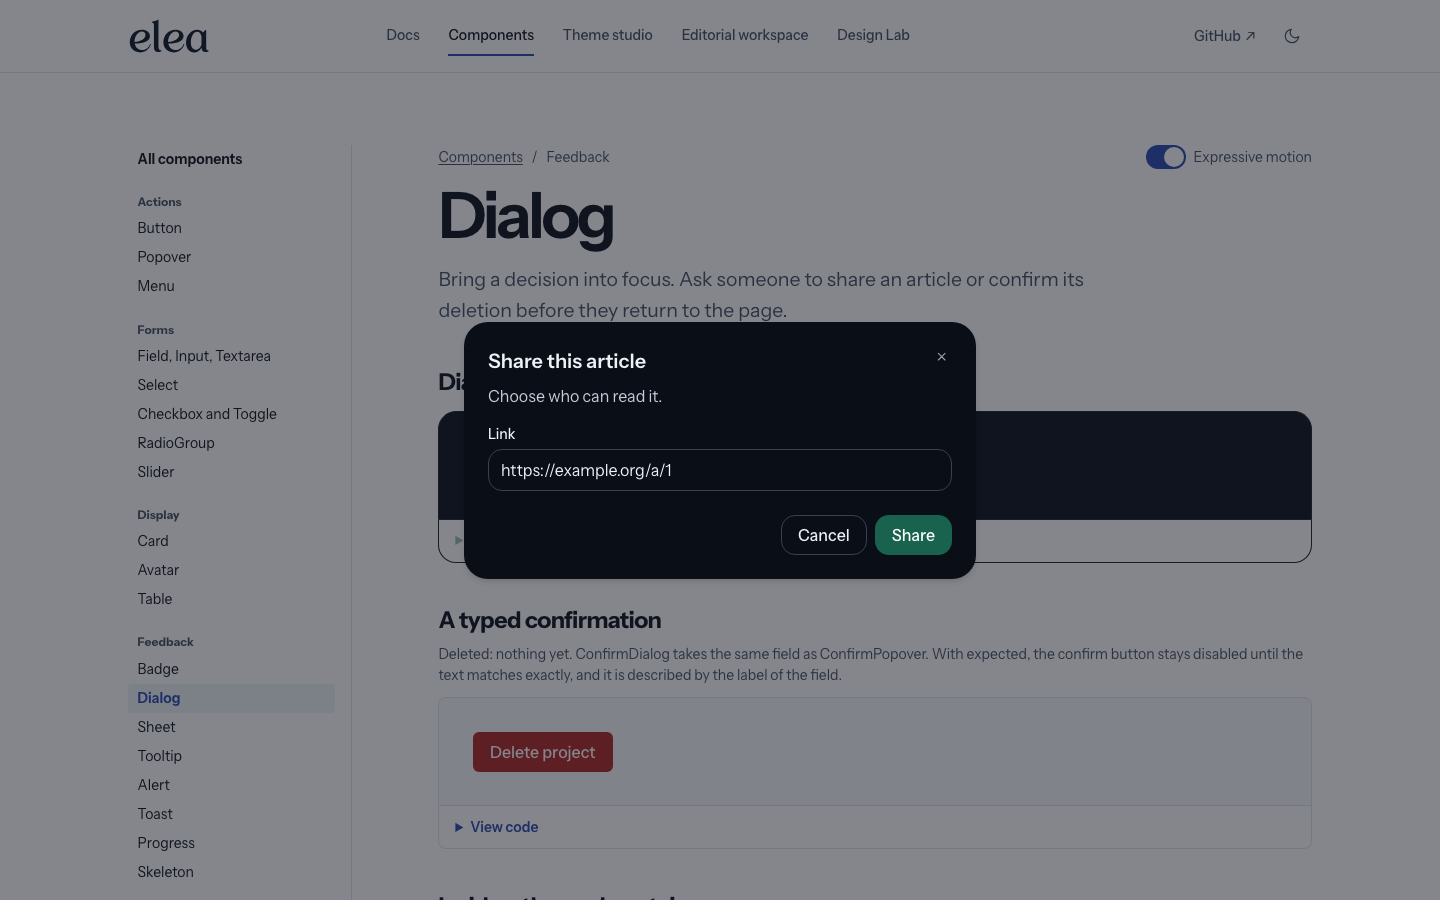 elea
Docs
Components
Theme studio
Editorial workspace
Design Lab
GitHub ↗
All components
Actions
Button
Popover
Menu
Forms
Field, Input, Textarea
Select
Checkbox and Toggle
RadioGroup
Slider
Display
Card
Avatar
Table
Feedback
Badge
Dialog
Sheet
Tooltip
Alert
Toast
Progress
Skeleton
Components / Feedback
Expressive motion
Dialog
Bring a decision into focus. Ask someone to share an article or confirm its
deletion before they return to the page.
Share this article
×
Choose who can read it.
Link
https://example.org/a/1
Cancel
Share
A typed confirmation
Deleted: nothing yet. ConfirmDialog takes the same field as ConfirmPopover. With expected, the confirm button stays disabled until the
text matches exactly, and it is described by the label of the field.
Delete project
View code